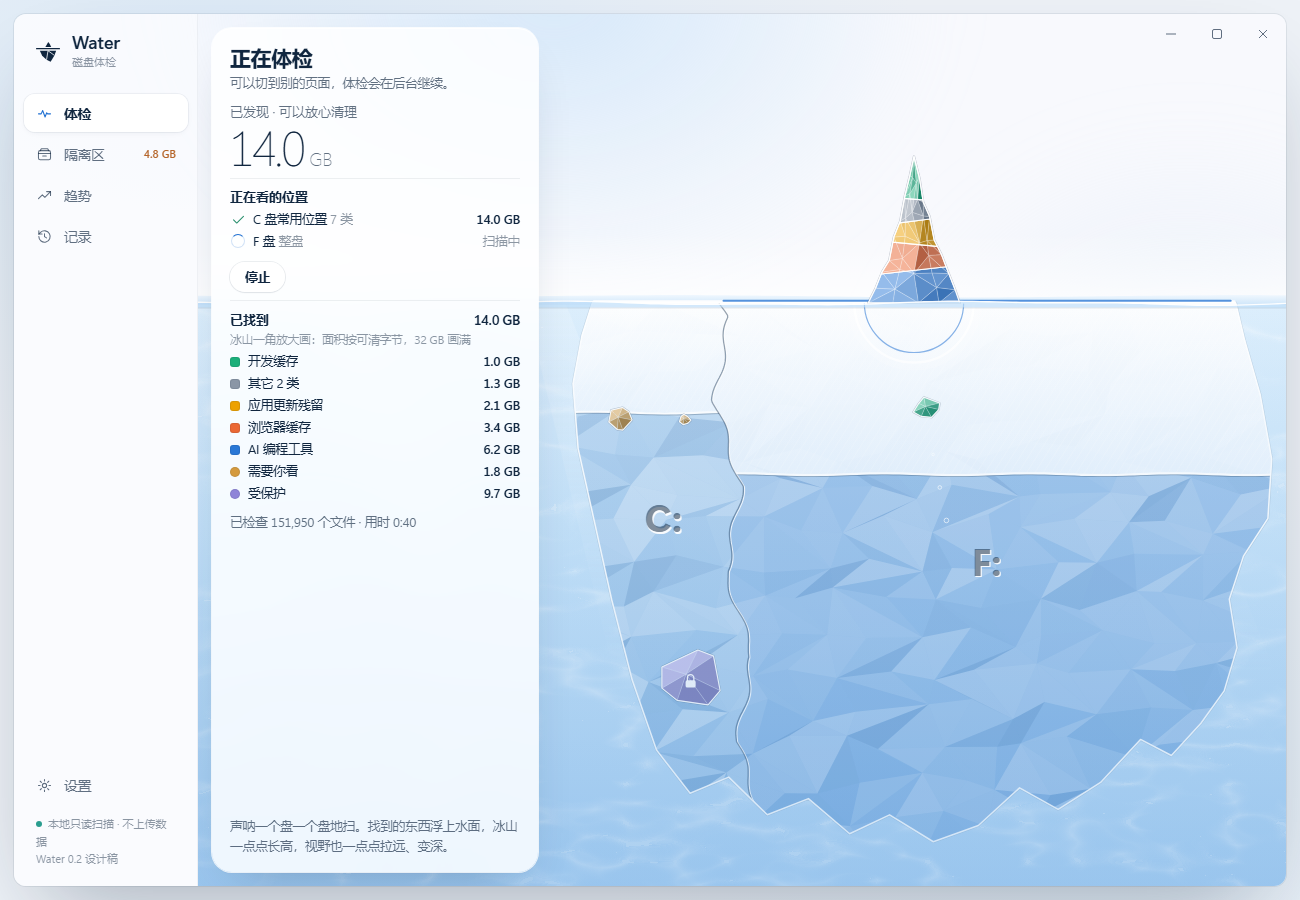 Water
磁盘体检
体检
隔离区 4.8 GB
趋势
记录
设置
本地只读扫描 · 不上传数
据
Water 0.2 设计稿
正在体检
可以切到别的页面，体检会在后台继续。
已发现 · 可以放心清理
14.0 GB
正在看的位置
C 盘常用位置 7 类 14.0 GB
F 盘 整盘 扫描中
停止
已找到 14.0 GB
冰山一角放大画：面积按可清字节，32 GB 画满
开发缓存 1.0 GB
其它 2 类 1.3 GB
应用更新残留 2.1 GB
浏览器缓存 3.4 GB
AI 编程工具 6.2 GB
需要你看 1.8 GB
受保护 9.7 GB
已检查 151,950 个文件 · 用时 0:40
声呐一个盘一个盘地扫。找到的东西浮上水面，冰山
一点点长高，视野也一点点拉远、变深。
C:
F: